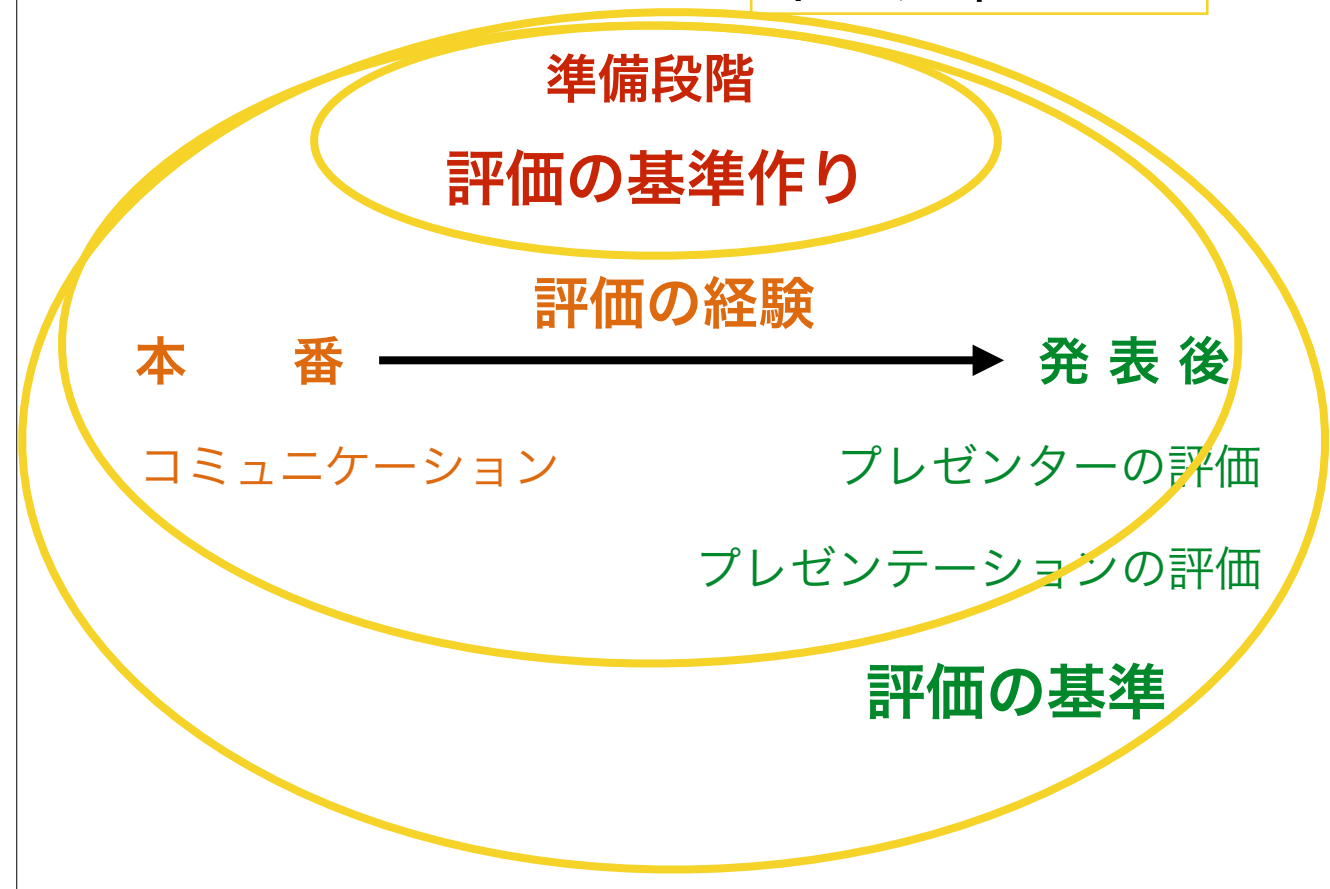 準備段階
評価の基準作り
評価の経験
本　　番
発 表 後
コミュニケーション
プレゼンターの評価
プレゼンテーションの評価
評価の基準